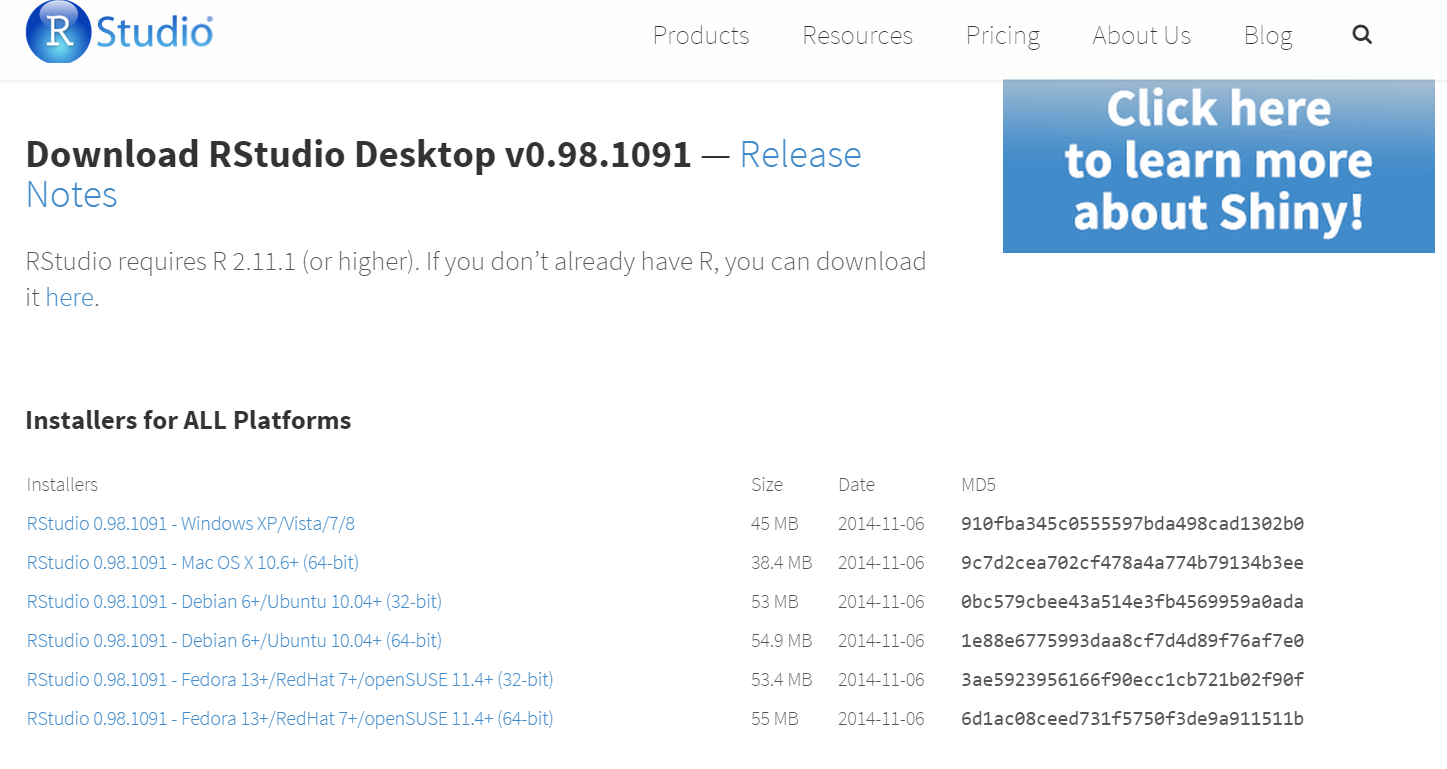 R Studio
Products Resources Pricing About Us Blog
Click here
to learn more
about Shiny!
Download RStudio Desktop v0.98.1091 — Release
Notes
RStudio requires R 2.11.1 (or higher). If you don’t already have R, you can download
it here.
Installers for ALL Platforms
Installers Size Date MD5
RStudio 0.98.1091 - Windows XP/Vista/7/8 45 MB 2014-11-06 910fba345c0555597bda498cad1302b0
RStudio 0.98.1091 - Mac OS X 10.6+ (64-bit) 38.4 MB 2014-11-06 9c7d2cea702cf478a4a774b79134b3ee
RStudio 0.98.1091 - Debian 6+/Ubuntu 10.04+ (32-bit) 53 MB 2014-11-06 0bc579cbee43a514e3fb4569959a0ada
RStudio 0.98.1091 - Debian 6+/Ubuntu 10.04+ (64-bit) 54.9 MB 2014-11-06 1e88e6775993daa8cf7d4d89f76af7e0
RStudio 0.98.1091 - Fedora 13+/RedHat 7+/openSUSE 11.4+ (32-bit) 53.4 MB 2014-11-06 3ae5923956166f90ecc1cb721b02f90f
RStudio 0.98.1091 - Fedora 13+/RedHat 7+/openSUSE 11.4+ (64-bit) 55 MB 2014-11-06 6d1ac08ceed731f5750f3de9a911511b